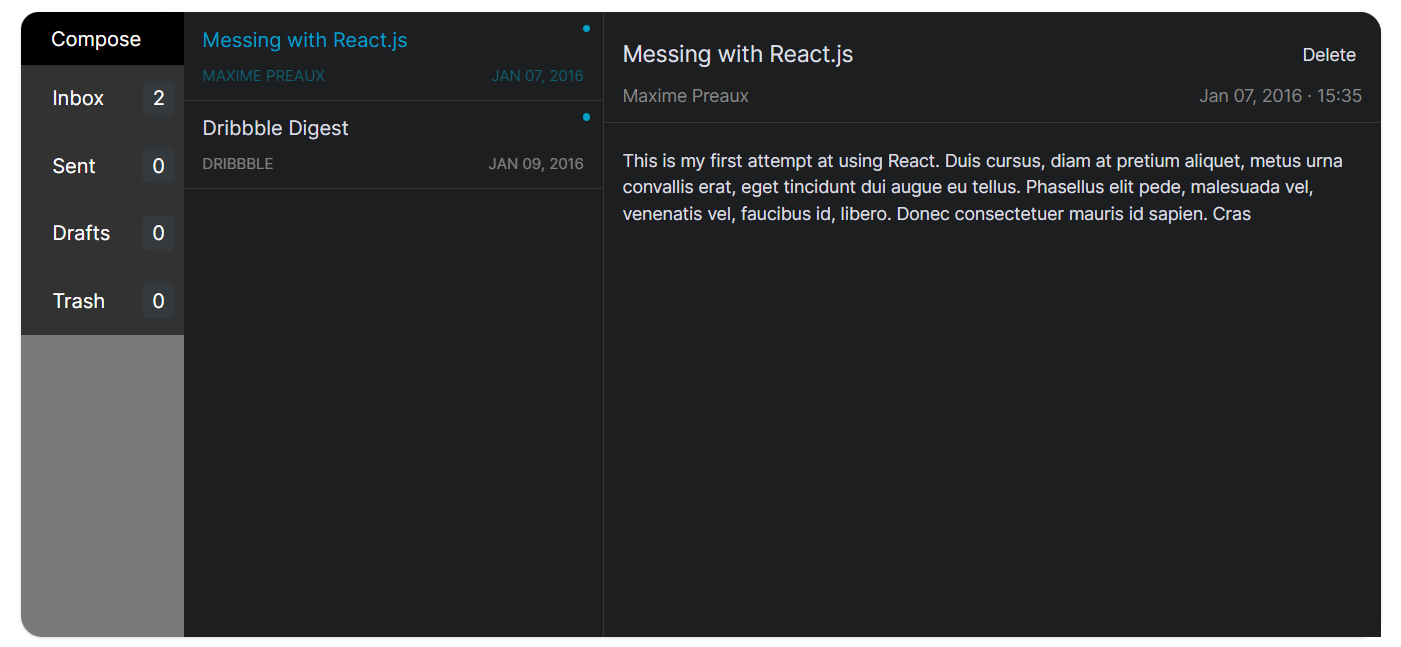 Compose
Inbox 2
Sent 0
Drafts 0
Trash 0
Messing with React.js
MAXIME PREAUX JAN 07, 2016
Dribbble Digest
DRIBBBLE JAN 09, 2016
Messing with React.js Delete
Maxime Preaux Jan 07, 2016 · 15:35
This is my first attempt at using React. Duis cursus, diam at pretium aliquet, metus urna
convallis erat, eget tincidunt dui augue eu tellus. Phasellus elit pede, malesuada vel,
venenatis vel, faucibus id, libero. Donec consectetuer mauris id sapien. Cras